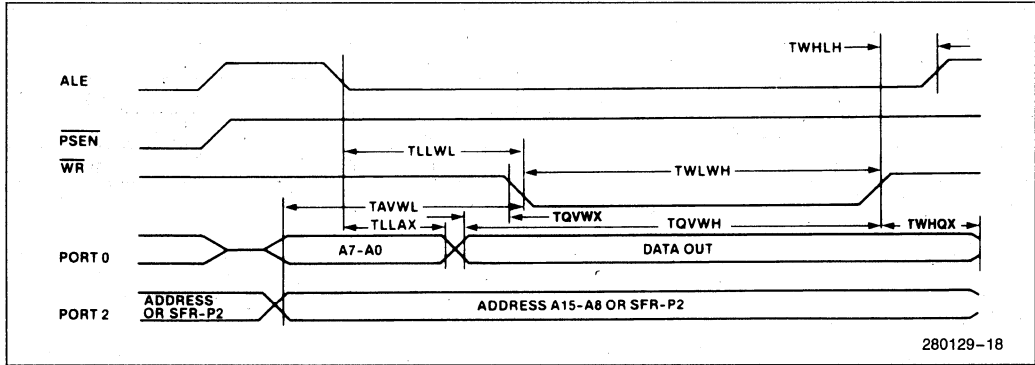 TWHLH
ALE
PSEN
TLLWL
WR
TWLWH
TAVWL
TQVWX
TLLAX
TQVWH
TWHQX
PORT 0
A7-A0
DATA OUT
PORT 2
ADDRESS
OR SFR-P2
ADDRESS A15-A8 OR SFR-P2
280129-18